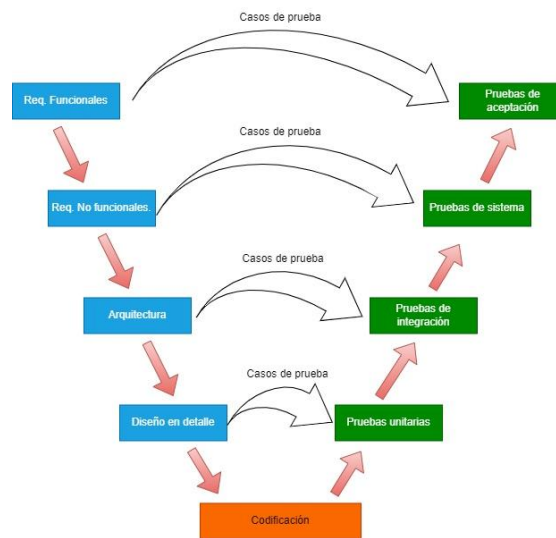 Casos de prueba
Req. Funcionales
Pruebas de
aceptación
Casos de prueba
Req. No funcionales.
Pruebas de sistema
Casos de prueba
Arquitectura
Pruebas de
integración
Casos de prueba
Diseño en detalle
Pruebas unitarias
Codificación